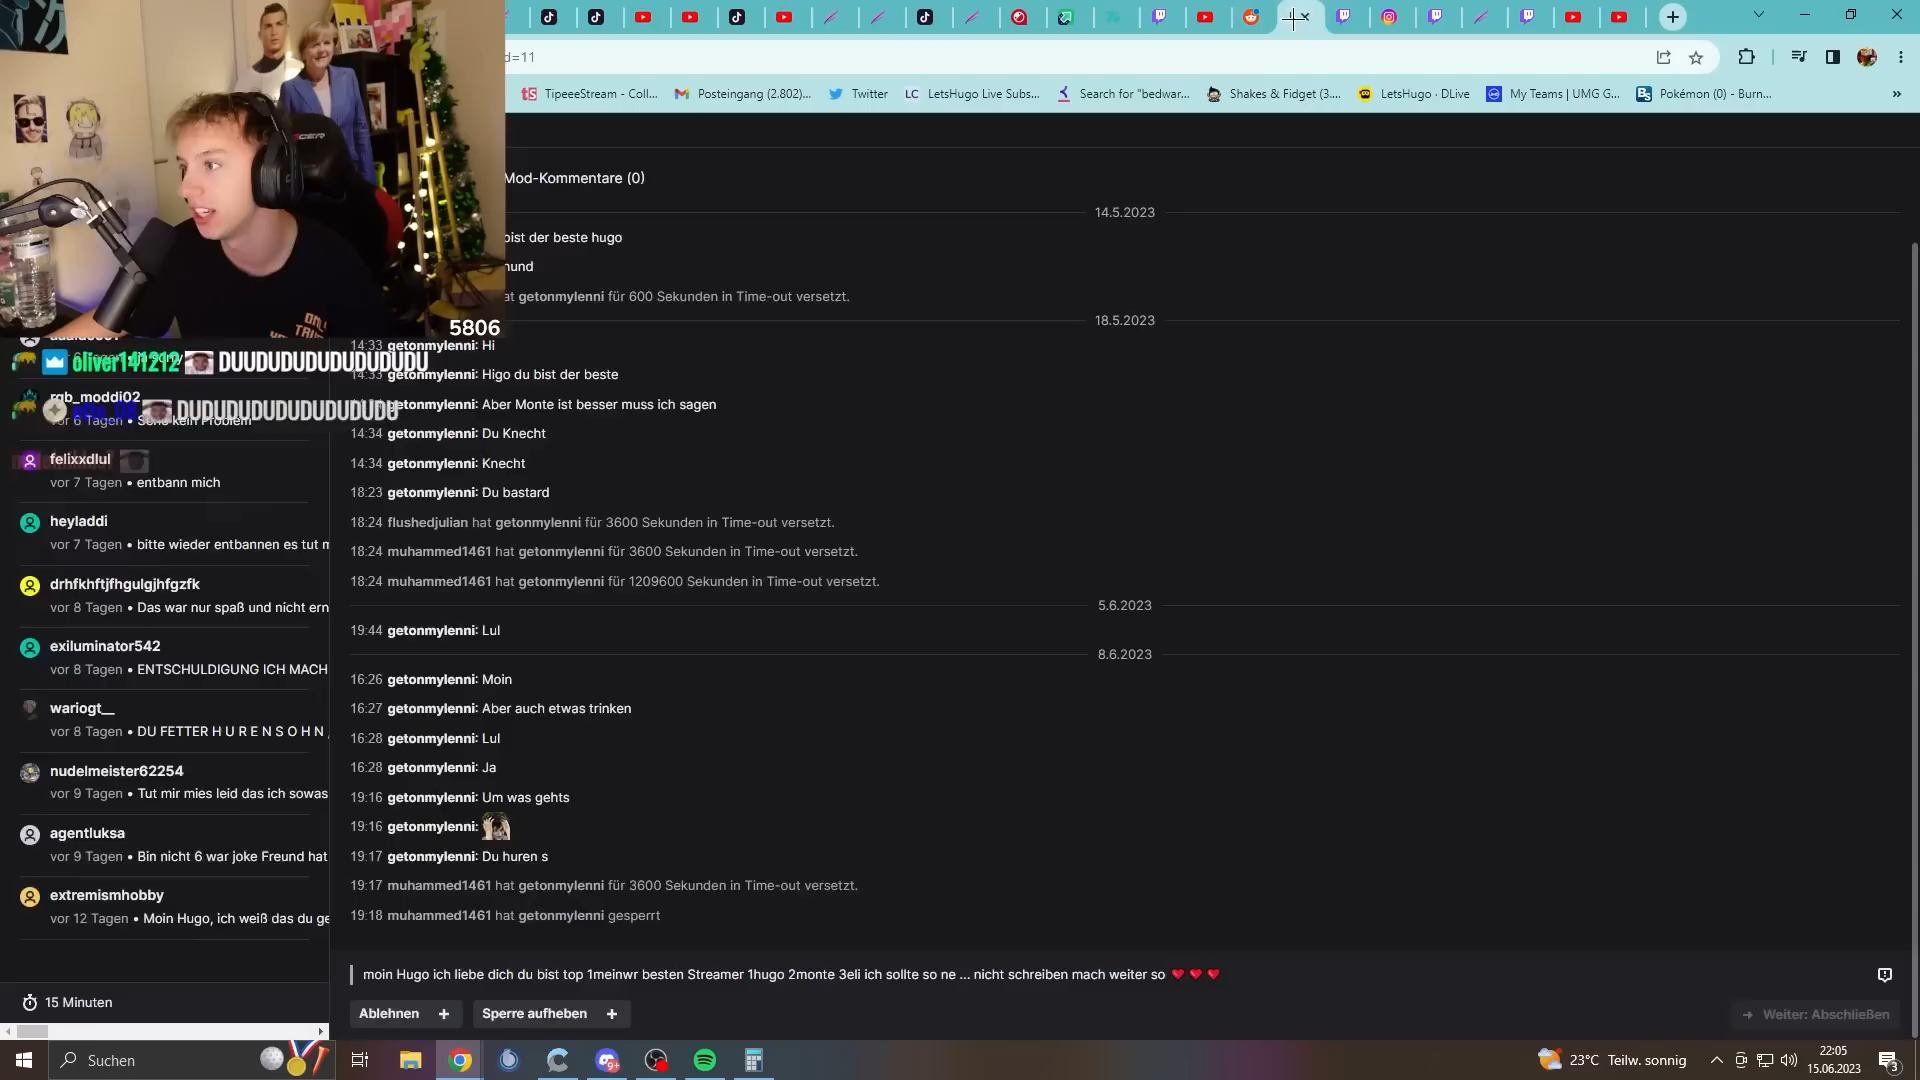 d=11
TipeeeStream - Coll...
Posteingang (2.802)...
Twitter
LC LetsHugo Live Subs...
Search for "bedwar...
Shakes & Fidget (3....
LetsHugo · DLive
My Teams | UMG G...
Pokémon (0) - Burn...
»
Mod-Kommentare (0)
14.5.2023
bist der beste hugo
hund
at getonmylenni für 600 Sekunden in Time-out versetzt.
18.5.2023
14:33 getonmylenni: Hi
14:33 getonmylenni: Higo du bist der beste
getonmylenni: Aber Monte ist besser muss ich sagen
14:34 getonmylenni: Du Knecht
14:34 getonmylenni: Knecht
18:23 getonmylenni: Du bastard
18:24 flushedjulian hat getonmylenni für 3600 Sekunden in Time-out versetzt.
18:24 muhammed1461 hat getonmylenni für 3600 Sekunden in Time-out versetzt.
18:24 muhammed1461 hat getonmylenni für 1209600 Sekunden in Time-out versetzt.
5.6.2023
19:44 getonmylenni: Lul
8.6.2023
16:26 getonmylenni: Moin
16:27 getonmylenni: Aber auch etwas trinken
16:28 getonmylenni: Lul
16:28 getonmylenni: Ja
19:16 getonmylenni: Um was gehts
19:16 getonmylenni:
19:17 getonmylenni: Du huren s
19:17 muhammed1461 hat getonmylenni für 3600 Sekunden in Time-out versetzt.
19:18 muhammed1461 hat getonmylenni gesperrt
moin Hugo ich liebe dich du bist top 1meinwr besten Streamer 1hugo 2monte 3eli ich sollte so ne ... nicht schreiben mach weiter so ❤❤❤
Ablehnen +
Sperre aufheben +
→ Weiter: Abschließen
5806
oliver141212 DUUDUDUDUDUDUDUDU
rgb_moddi02
DUDUDUDUDUDUDUDUDU
vor 6 Tagen • kein Problem
felixxdlul
vor 7 Tagen • entbann mich
heyladdi
vor 7 Tagen • bitte wieder entbannen es tut m
drhfkhftjfhgulgjhfgzfk
vor 8 Tagen • Das war nur spaß und nicht ern
exiluminator542
vor 8 Tagen • ENTSCHULDIGUNG ICH MACH
wariogt__
vor 8 Tagen • DU FETTER H U R E N S O H N ,
nudelmeister62254
vor 9 Tagen • Tut mir mies leid das ich sowas
agentluksa
vor 9 Tagen • Bin nicht 6 war joke Freund hat
extremismhobby
vor 12 Tagen • Moin Hugo, ich weiß das du ge
15 Minuten
Suchen
9+
23°C Teilw. sonnig
22:05
15.06.2023
3